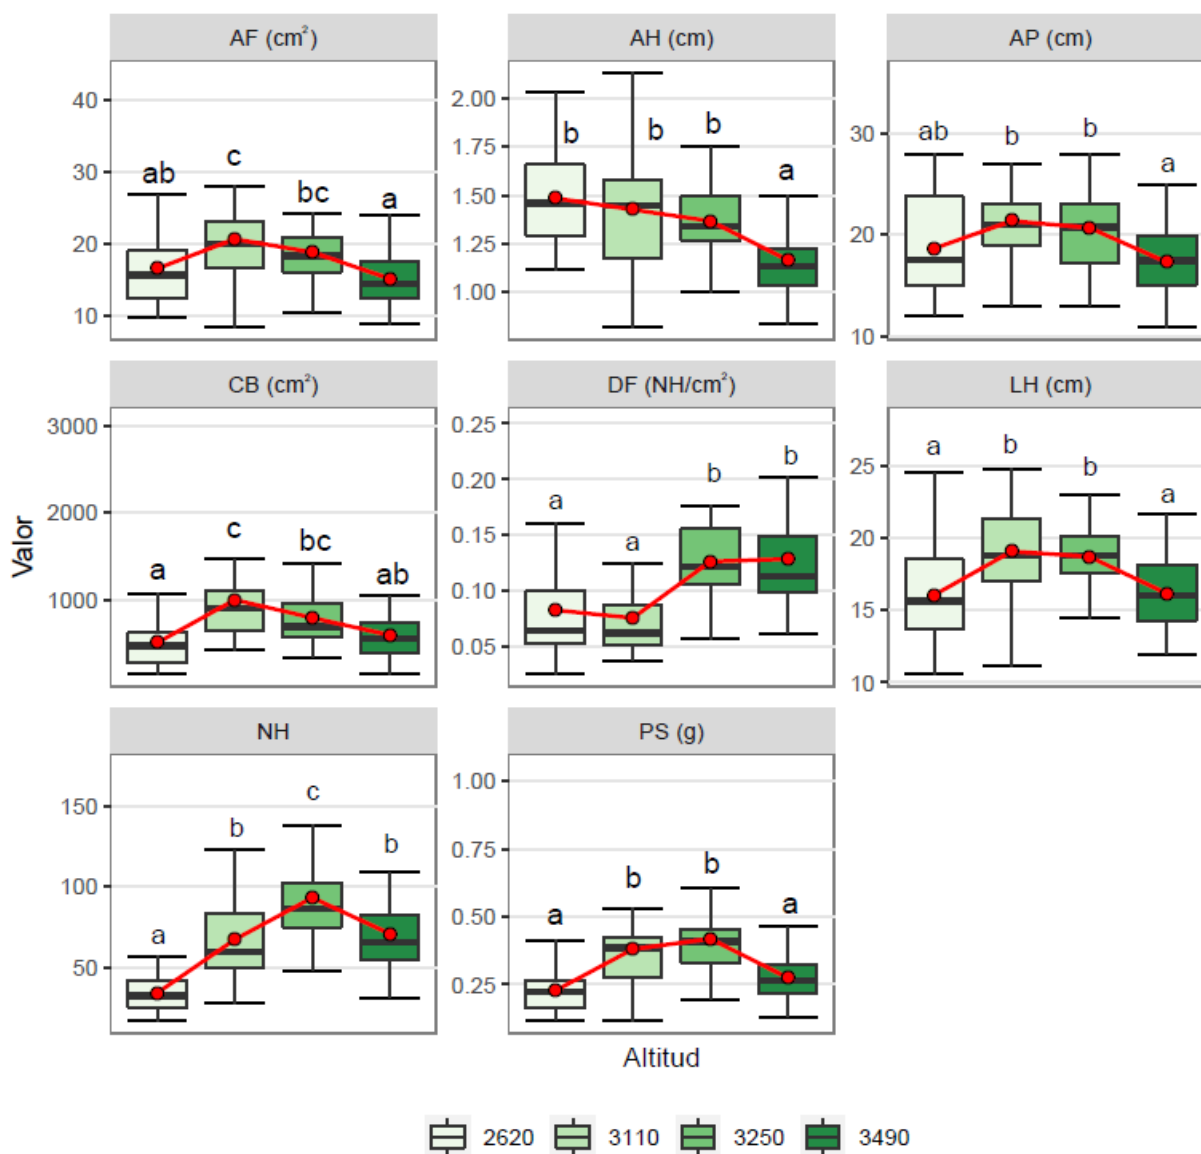 AF (cm²) AH (cm) AP (cm)
40
30
20
10
ab c bc a
2.00
1.75
1.50
1.25
1.00
b b b a
30
20
10
ab b b a
CB (cm²) DF (NH/cm²) LH (cm)
3000
2000
1000
a c bc ab
0.25
0.20
0.15
0.10
0.05
a a b b
25
20
15
10
a b b a
Valor
NH PS (g)
150
100
50
a b c b
1.00
0.75
0.50
0.25
a b b a
Altitud
2620 3110 3250 3490